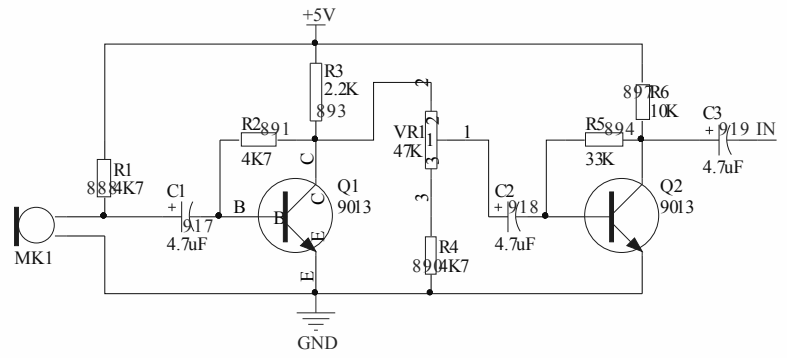 +5V
R3
2.2K
893
R2
891
4K7
C
C
2
2
VR1
1
47K
3
3
1
897
R6
10K
R5
894
33K
C3
+
919
IN
4.7uF
R1
888
4K7
C1
+
917
4.7uF
B
B
Q1
9013
E
E
C2
+
918
4.7uF
Q2
9013
MK1
R4
890
4K7
GND